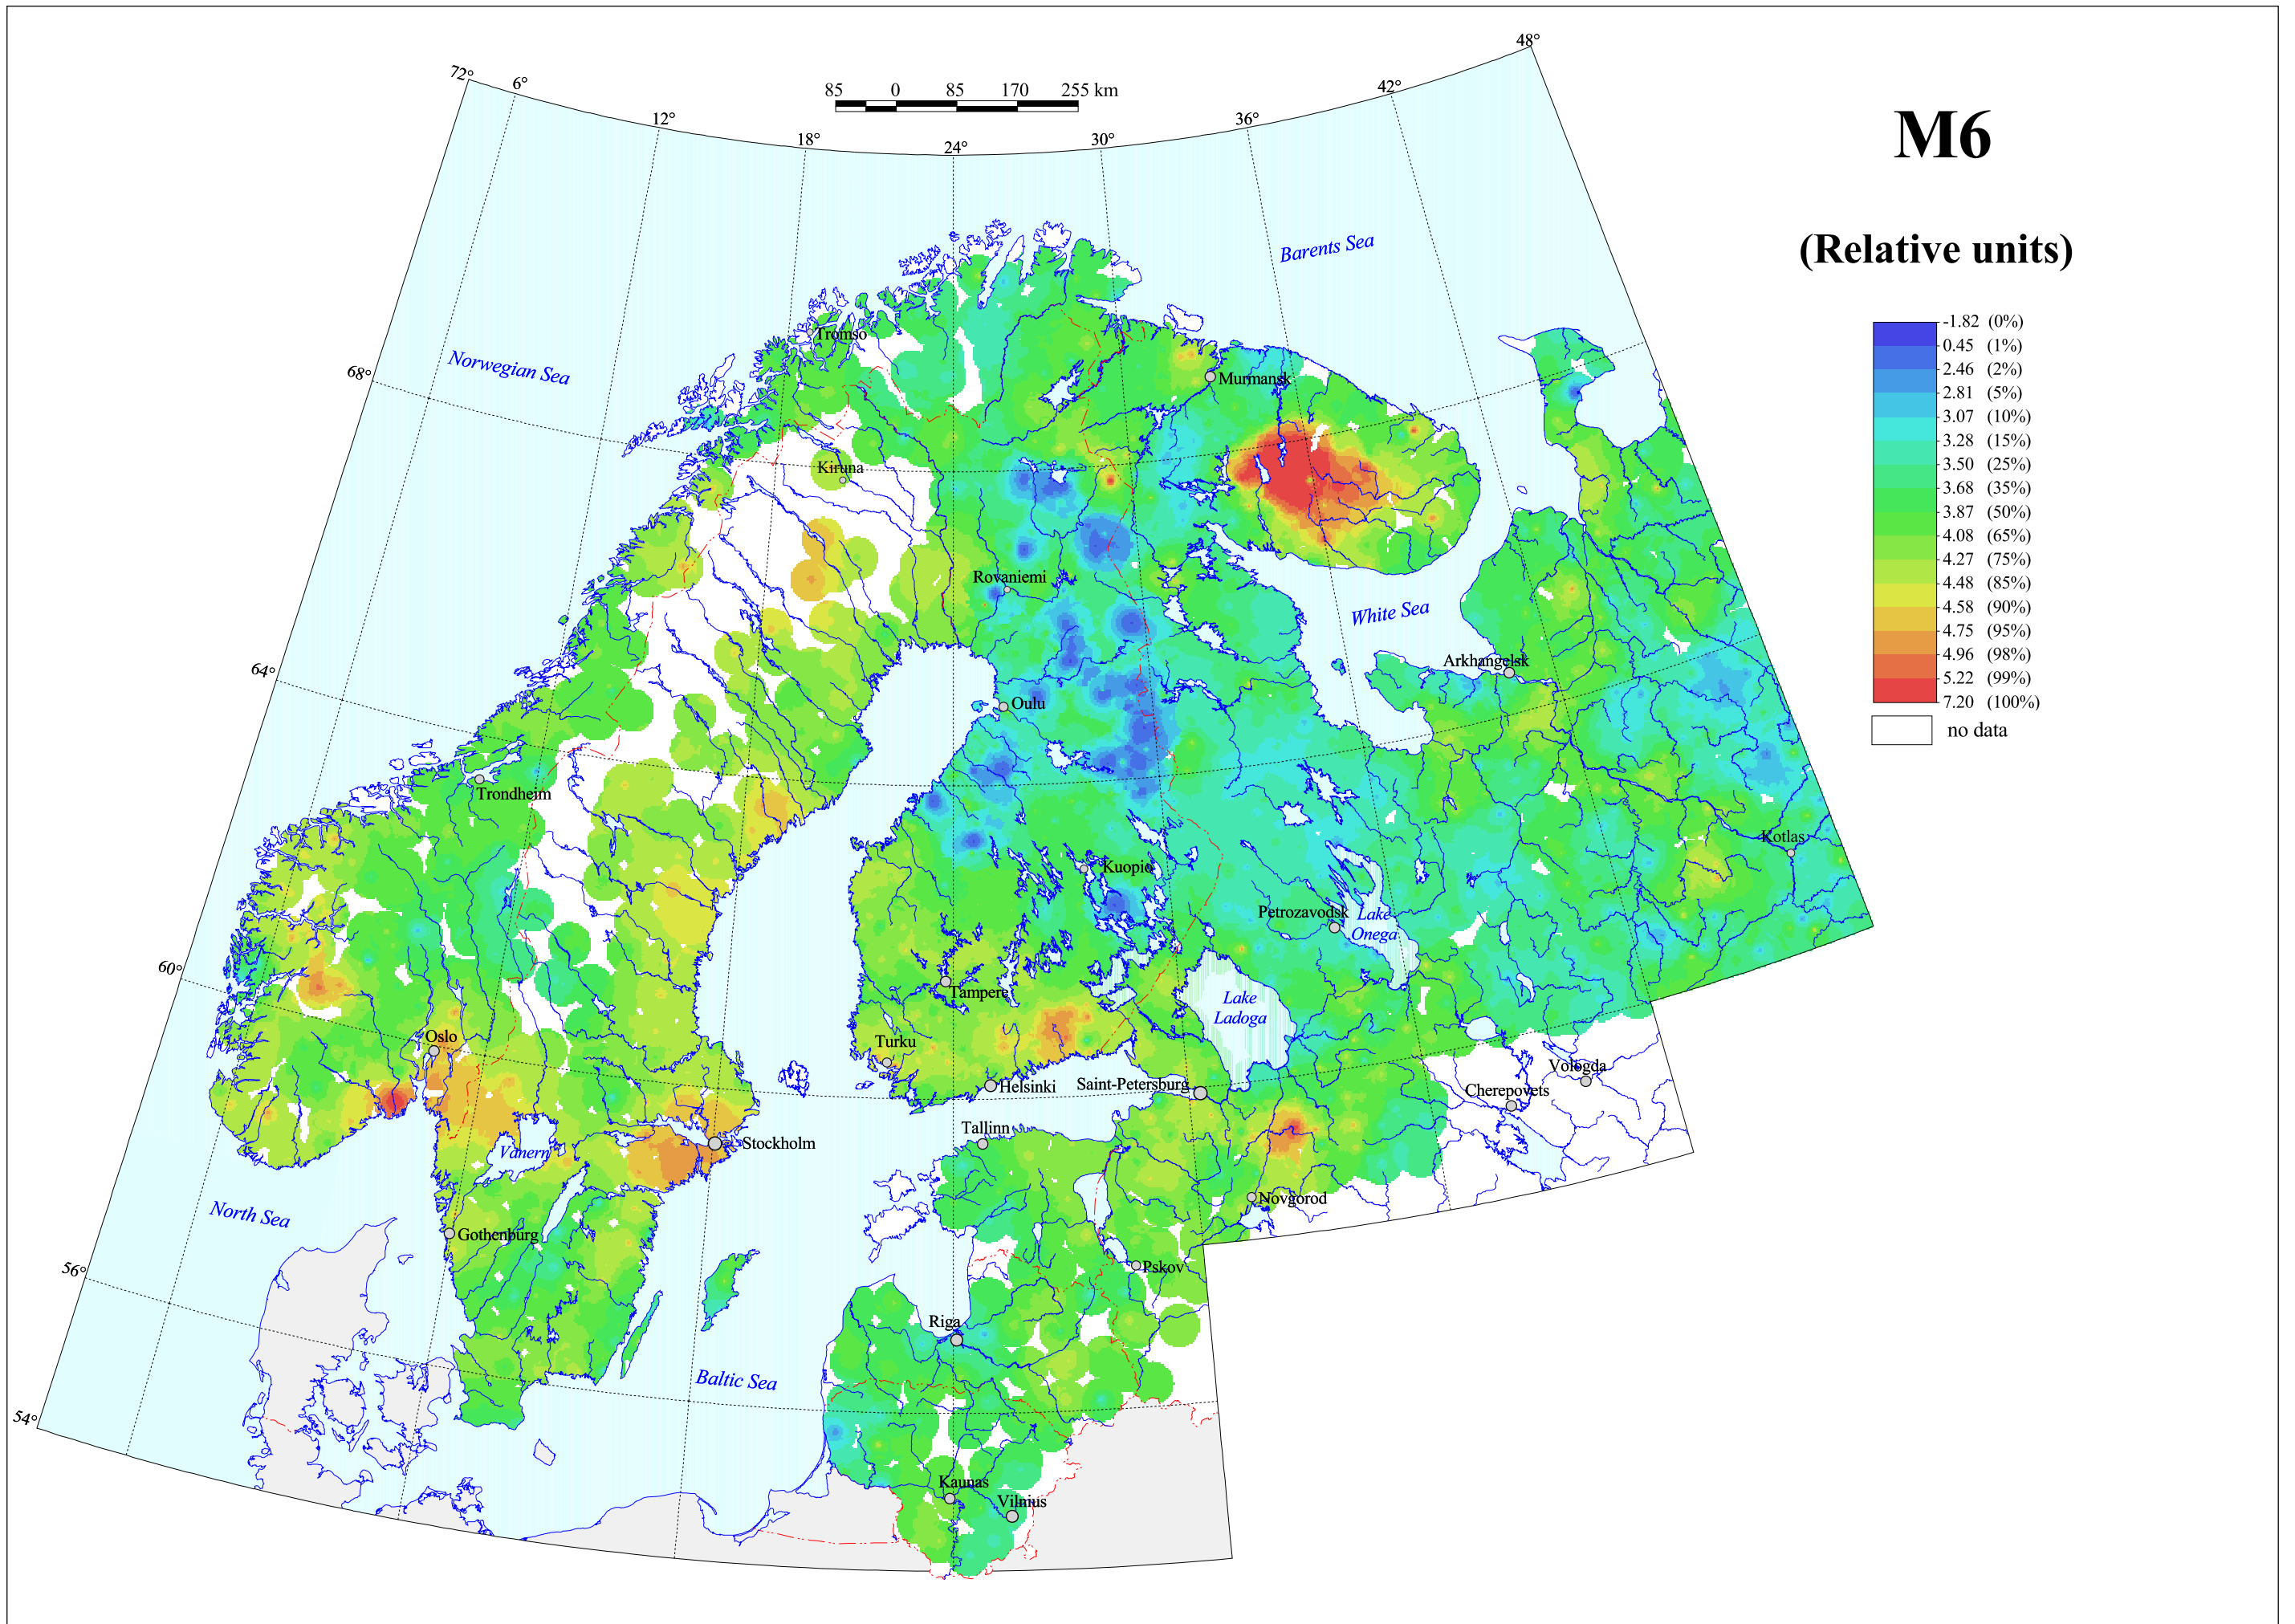 M6
(Relative units)
-1.82 (0%)
0.45 (1%)
2.46 (2%)
2.81 (5%)
3.07 (10%)
3.28 (15%)
3.50 (25%)
3.68 (35%)
3.87 (50%)
4.08 (65%)
4.27 (75%)
4.48 (85%)
4.58 (90%)
4.75 (95%)
4.96 (98%)
5.22 (99%)
7.20 (100%)
no data
85 0 85 170 255 km
72° 6° 12° 18° 24° 30° 36° 42° 48°
68°
64°
60°
56°
54°
Barents Sea
Norwegian Sea
Tromso
Murmansk
Kiruna
Rovaniemi
White Sea
Arkhangelsk
Oulu
Trondheim
Kotlas
Kuopio
Petrozavodsk
Lake
Onega
Tampere
Lake
Ladoga
Oslo
Turku
Helsinki
Saint-Petersburg
Vologda
Cherepovets
Tallinn
Stockholm
Vanern
Novgorod
North Sea
Gothenburg
Pskov
Riga
Baltic Sea
Kaunas
Vilnius